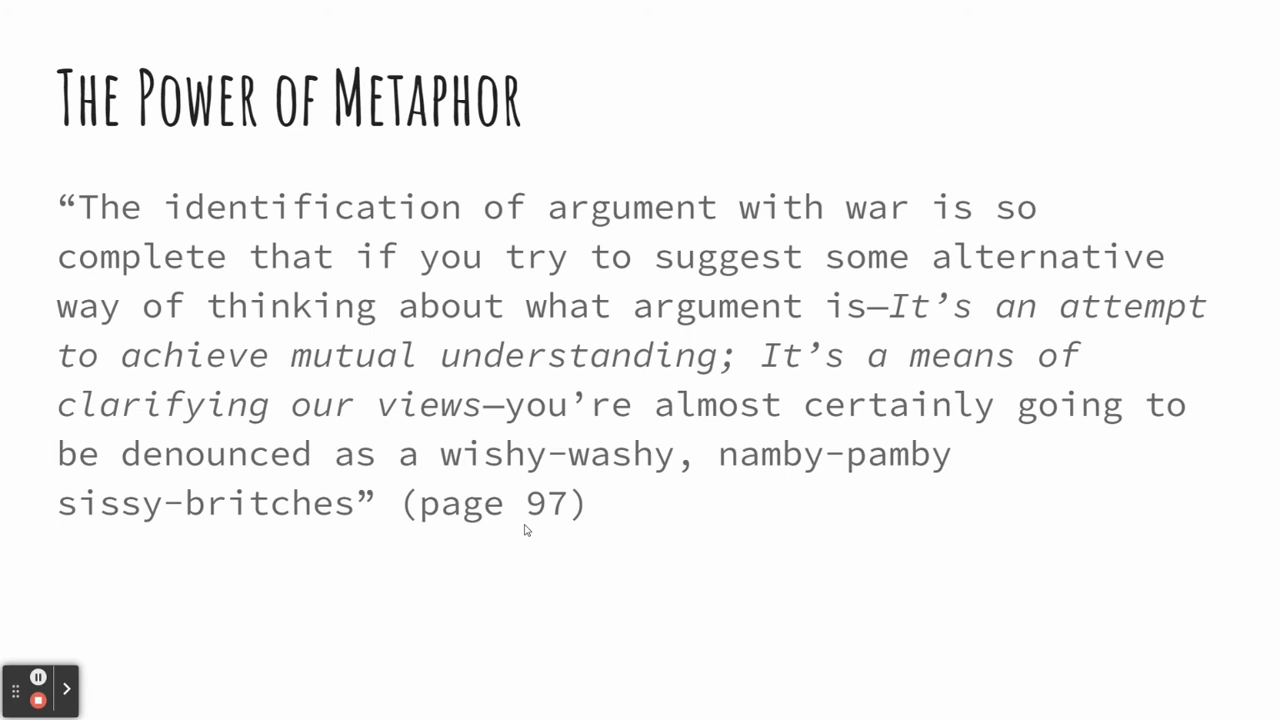 The Power of Metaphor
“The identification of argument with war is so
complete that if you try to suggest some alternative
way of thinking about what argument is—It’s an attempt
to achieve mutual understanding; It’s a means of
clarifying our views—you’re almost certainly going to
be denounced as a wishy-washy, namby-pamby
sissy-britches” (page 97)